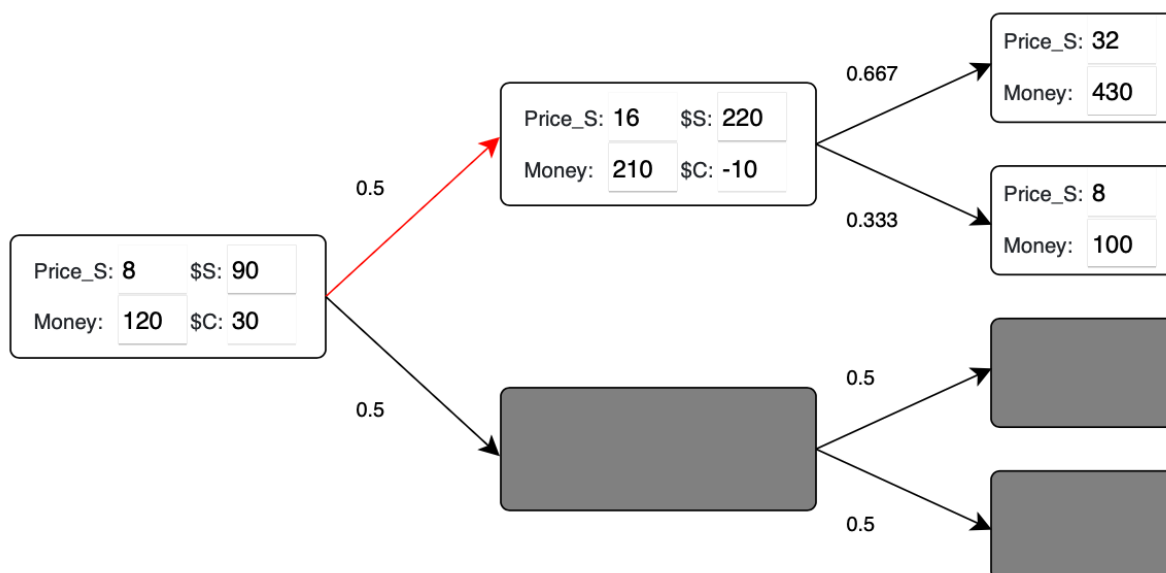 Price_S: 8 $S: 90
Money: 120 $C: 30
0.5
0.5
Price_S: 16 $S: 220
Money: 210 $C: -10
0.667
0.333
Price_S: 32
Money: 430
Price_S: 8
Money: 100
0.5
0.5